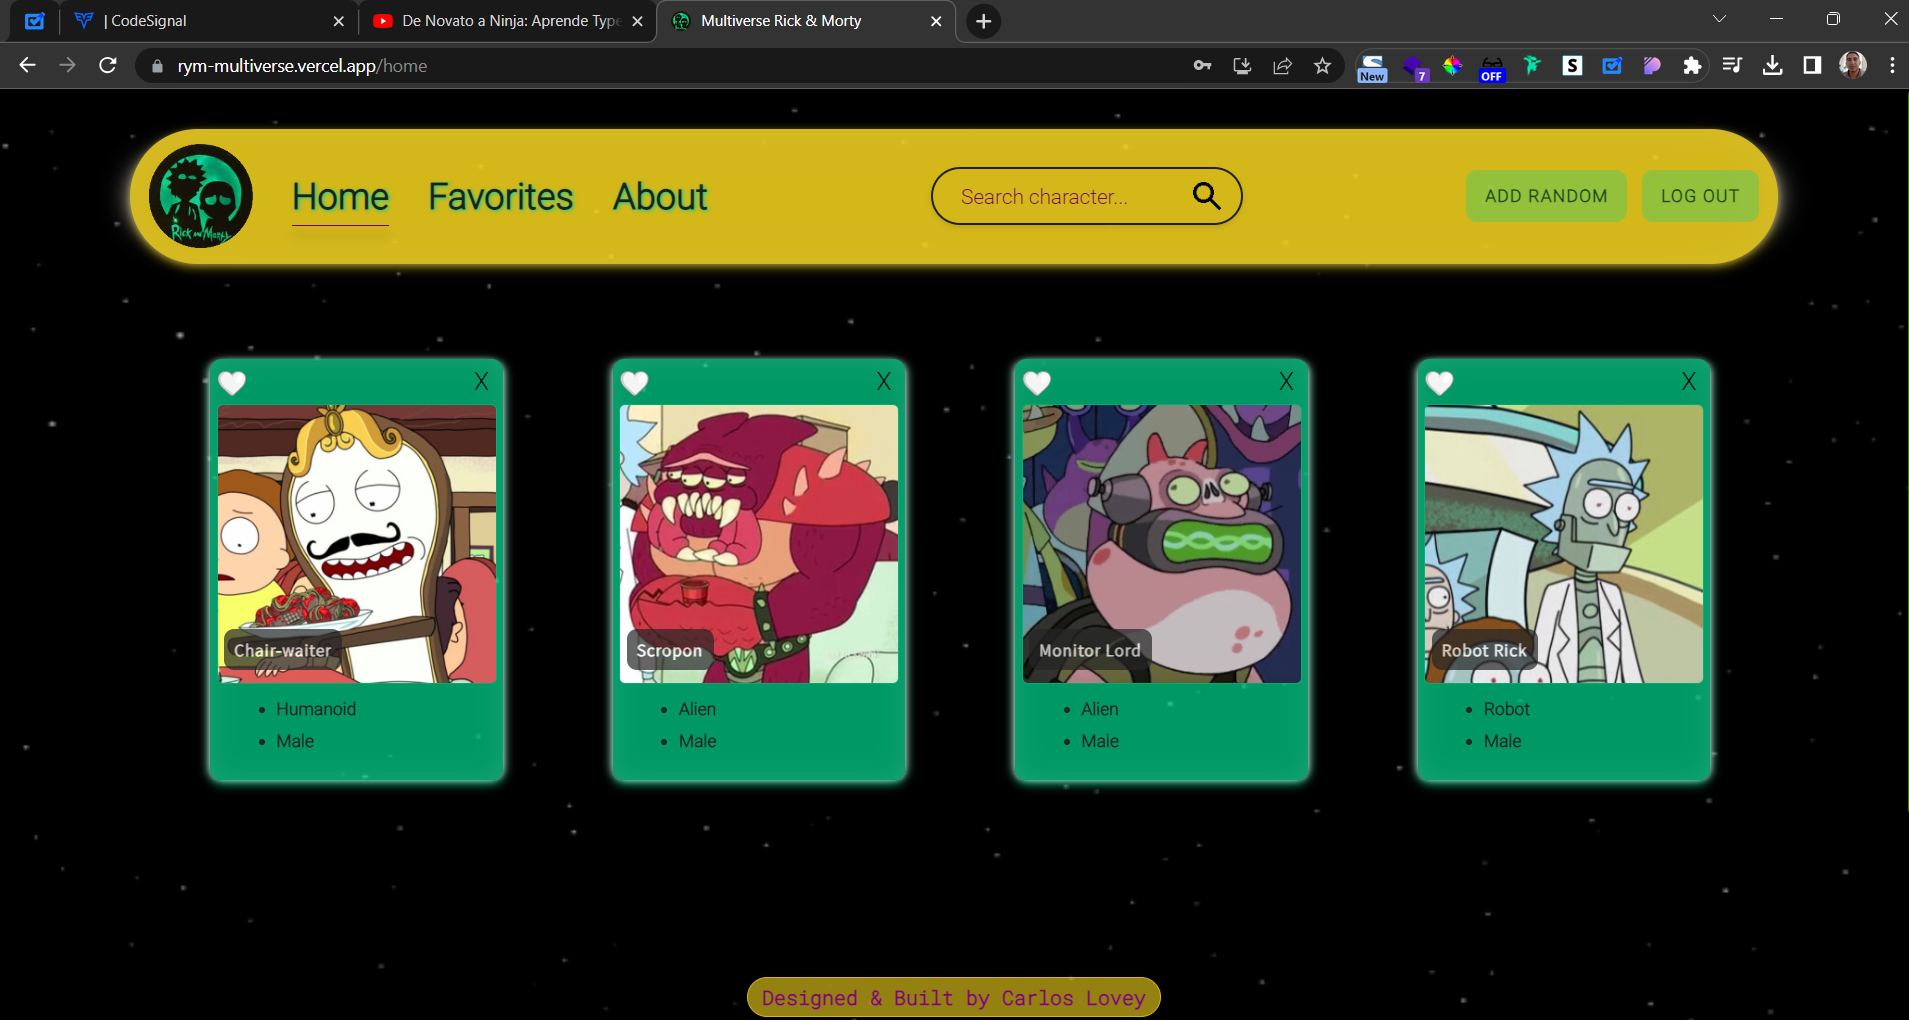 | CodeSignal
De Novato a Ninja: Aprende Type
Multiverse Rick & Morty
rym-multiverse.vercel.app/home
New
7
OFF
S
Rick and Morty
Home
Favorites
About
Search character...
ADD RANDOM
LOG OUT
X
X
X
X
Chair-waiter
Scropon
Monitor Lord
Robot Rick
• Humanoid
• Male
• Alien
• Male
• Alien
• Male
• Robot
• Male
Designed & Built by Carlos Lovey